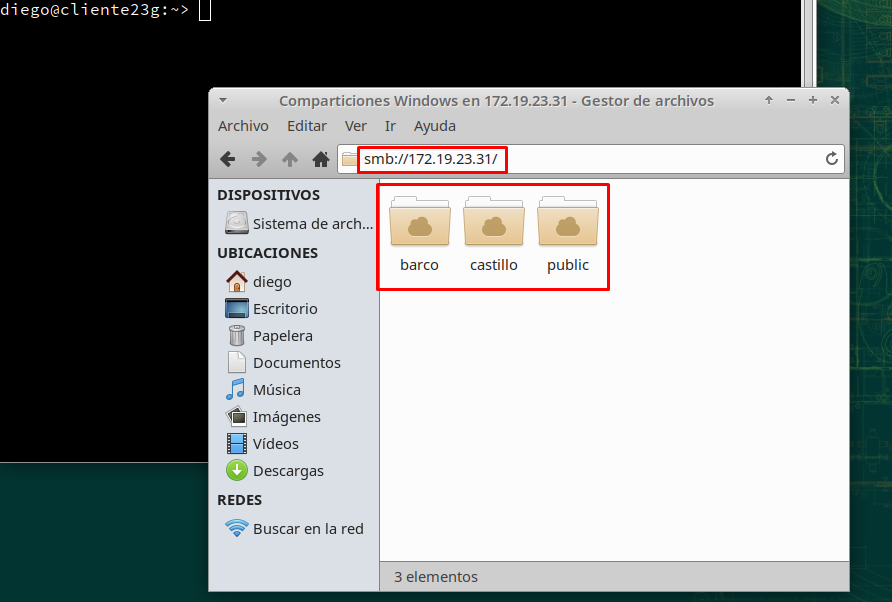 diego@cliente23g:~>
Comparticiones Windows en 172.19.23.31 - Gestor de archivos
Archivo Editar Ver Ir Ayuda
smb://172.19.23.31/
DISPOSITIVOS
Sistema de arch...
UBICACIONES
diego
Escritorio
Papelera
Documentos
Música
Imágenes
Vídeos
Descargas
REDES
Buscar en la red
barco castillo public
3 elementos